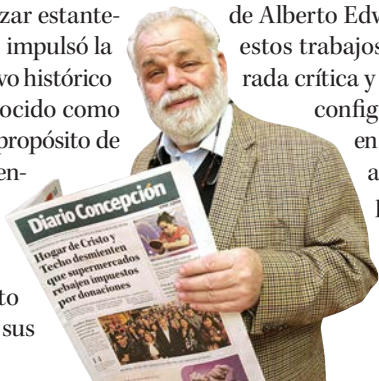 zar estante-
impulsó la
vo histórico
ocido como
propósito de
en-
to
sus
de Alberto Edw
estos trabajos
rada crítica y
config
en
a
Diario Concepción
Hogar de Cristo y
Techo desmienten
que supermercados
rebajen impuestos
por donaciones